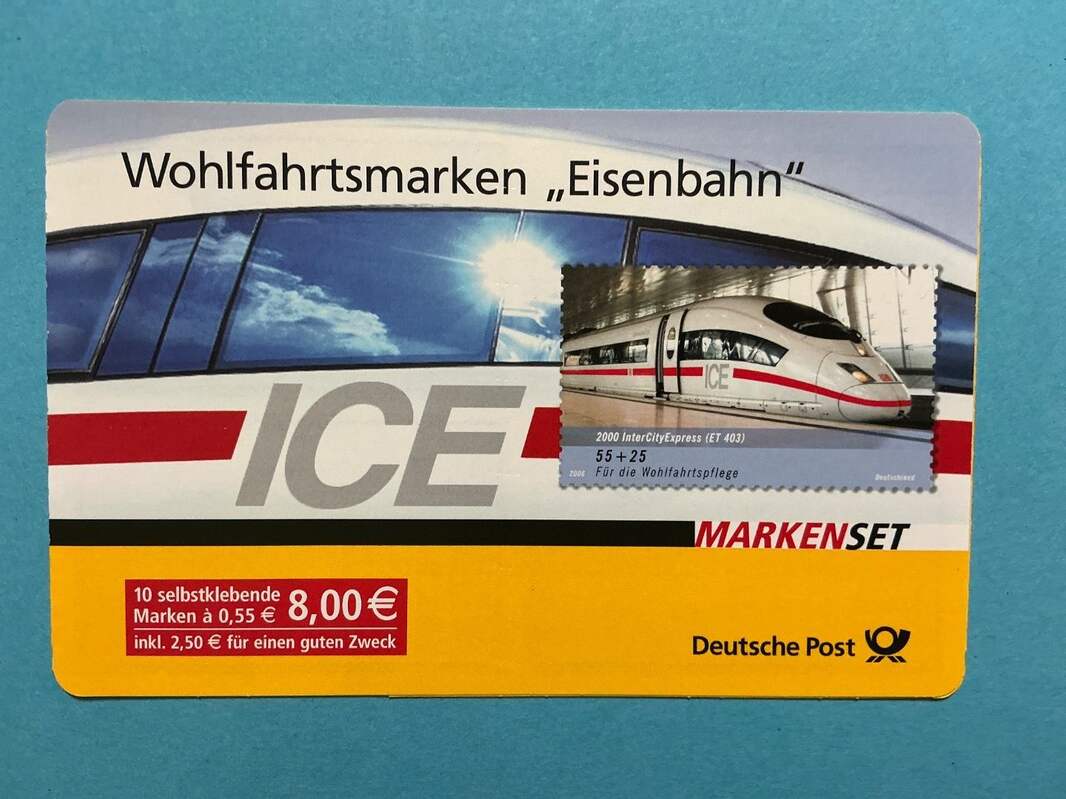 Wohlfahrtsmarken „Eisenbahn“
ICE
ICE
2000 InterCityExpress (ET 403)
55+25
2006 Für die Wohlfahrtspflege Deutschland
MARKENSET
10 selbstklebende
Marken à 0,55 € 8,00 €
inkl. 2,50 € für einen guten Zweck
Deutsche Post